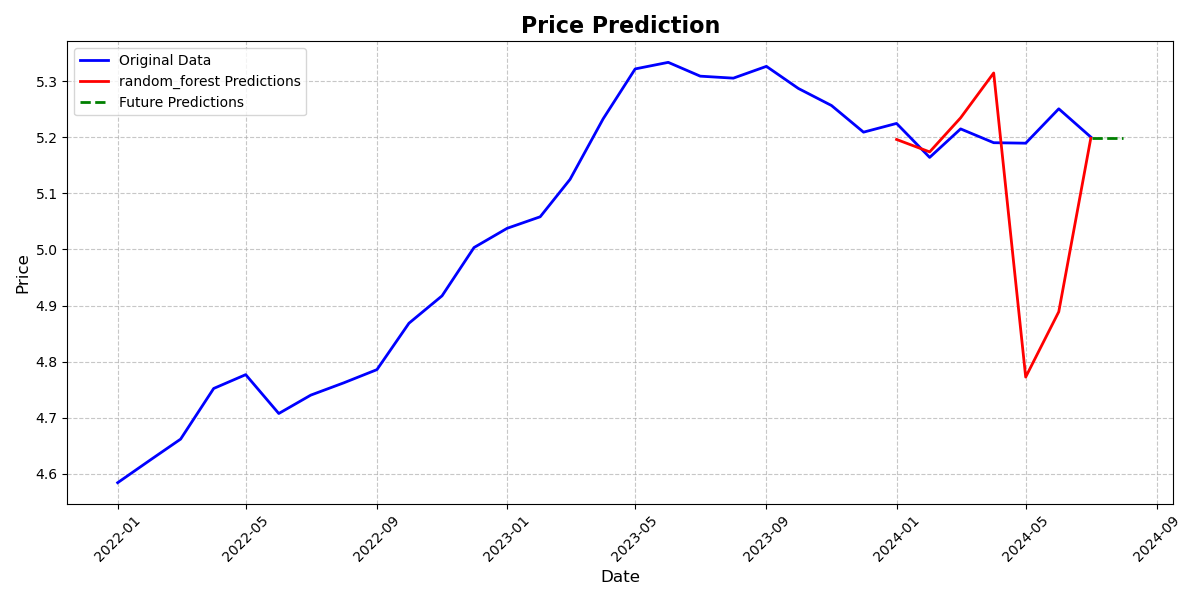 Price Prediction
Original Data
random_forest Predictions
Future Predictions
Price
5.3
5.2
5.1
5.0
4.9
4.8
4.7
4.6
2022-01
2022-05
2022-09
2023-01
2023-05
2023-09
2024-01
2024-05
2024-09
Date